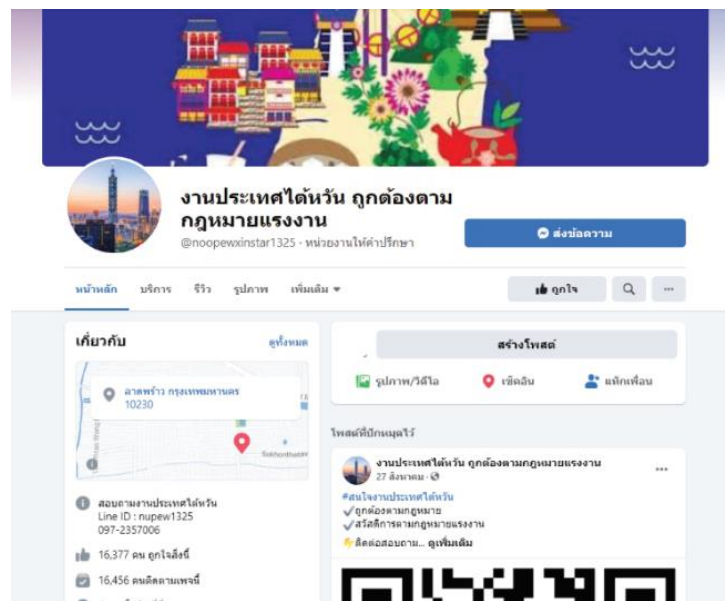 งานประเทศไต้หวัน ถูกต้องตาม
กฎหมายแรงงาน
@noopewxinstar1325 · หน่วยงานให้คำปรึกษา
ส่งข้อความ
หน้าหลัก
บริการ
รีวิว
รูปภาพ
เพิ่มเติม
ถูกใจ
เกี่ยวกับ
ดูทั้งหมด
ลาดพร้าว กรุงเทพมหานคร
10230
สอบถามงานประเทศไต้หวัน
Line ID : nupew1325
097-2357006
16,377 คน ถูกใจสิ่งนี้
16,456 คนติดตามเพจนี้
สร้างโพสต์
รูปภาพ/วิดีโอ
เช็คอิน
แท็กเพื่อน
โพสต์ที่ปักหมุดไว้
งานประเทศไต้หวัน ถูกต้องตามกฎหมายแรงงาน
27 สิงหาคม ·
#สนใจงานประเทศไต้หวัน
✓ถูกต้องตามกฎหมาย
✓สวัสดิการตามกฎหมายแรงงาน
👉ติดต่อสอบถาม... ดูเพิ่มเติม